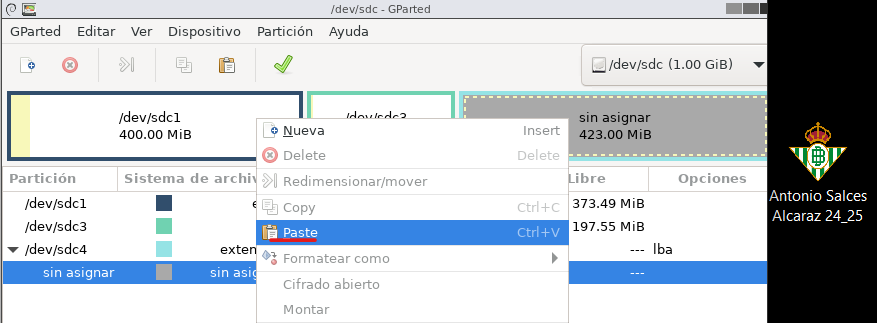 /dev/sdc - GParted
GParted Editar Ver Dispositivo Partición Ayuda
/dev/sdc (1.00 GiB)
/dev/sdc1
400.00 MiB
/dev/sdc3
sin asignar
423.00 MiB
Nueva Insert
Delete Delete
Redimensionar/mover
Copy Ctrl+C
Paste Ctrl+V
Formatear como
Cifrado abierto
Montar
Partición Sistema de archiv Libre Opciones
/dev/sdc1 e 373.49 MiB
/dev/sdc3 197.55 MiB
/dev/sdc4 exten --- lba
sin asignar sin asig ---
Antonio Salces
Alcaraz 24_25